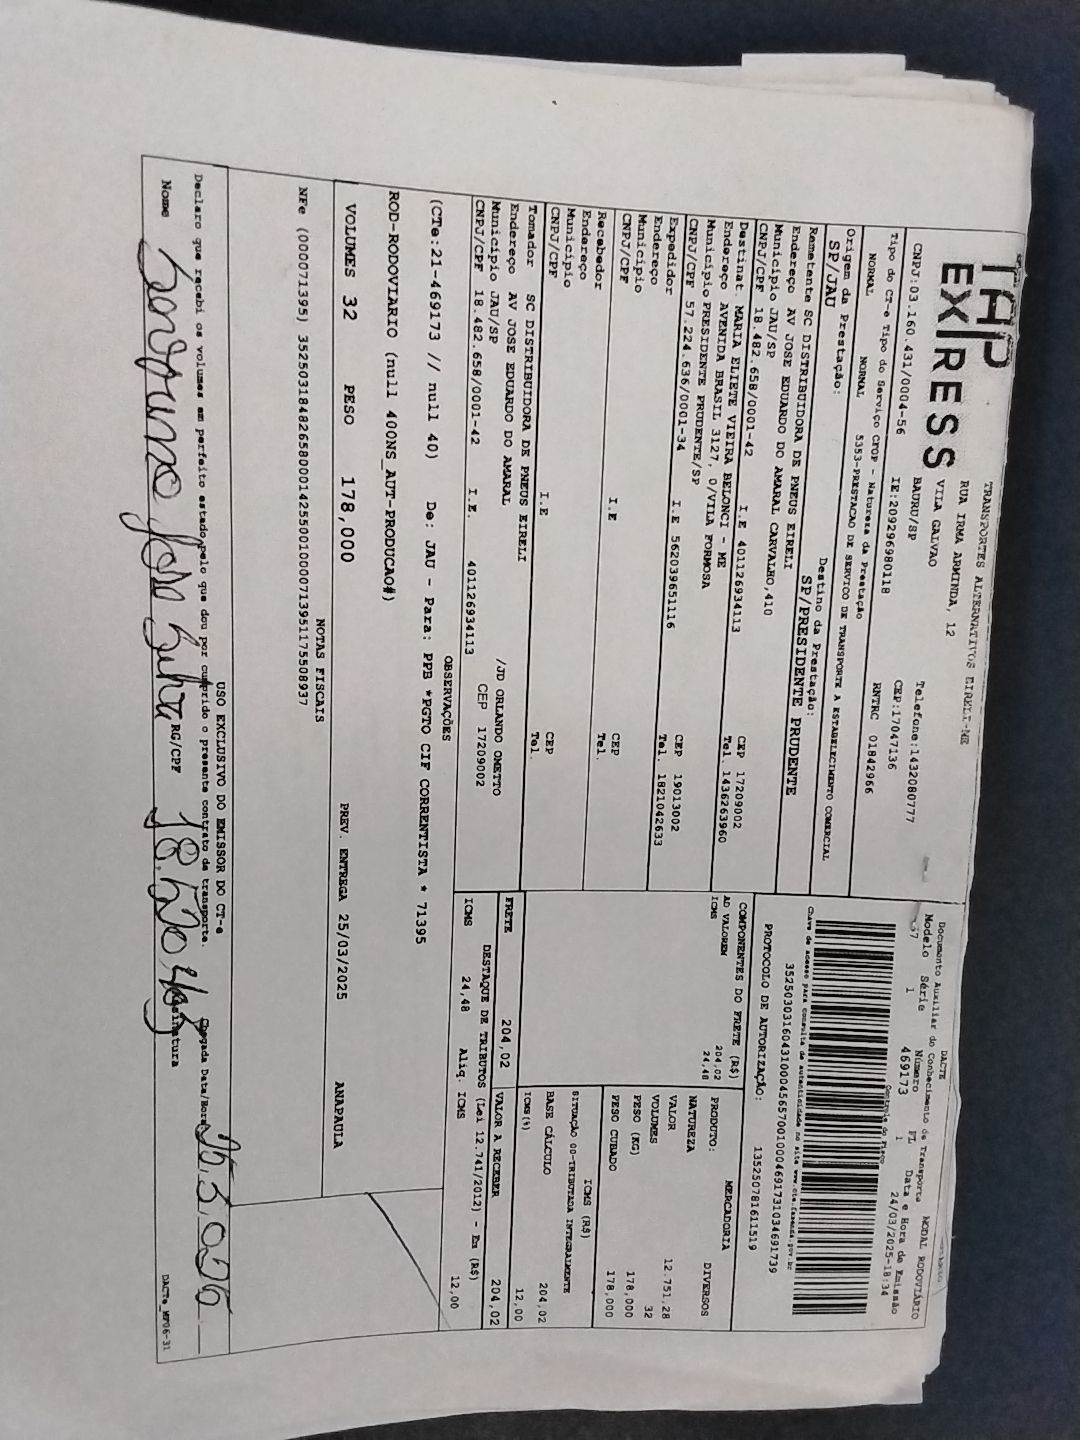 TAP
EXPRESS
TRANSPORTES ALTERNATIVOS EIRELI-ME
RUA IRMA ARMINDA, 12
VILA GALVAO
BAURU/SP
Telefone:1432080777
CEP:17047136
CNPJ:03.160.431/0004-56 IE:209296980118 RNTRC 01842966
Tipo do CT-e Tipo do Serviço CFOP - Natureza da Prestação
NORMAL NORMAL 5353-PRESTACAO DE SERVICO DE TRANSPORTE A ESTABELECIMENTO COMERCIAL
Origem da Prestação: Destino da Prestação:
SP/JAU SP/PRESIDENTE PRUDENTE
Remetente SC DISTRIBUIDORA DE PNEUS EIRELI
Endereço AV JOSE EDUARDO DO AMARAL CARVALHO,410
Município JAU/SP CEP 17209002
CNPJ/CPF 18.482.658/0001-42 I.E 401126934113 Tel. 1436263960
Destinat. MARIA ELIETE VIEIRA BELONCI - ME
Endereço AVENIDA BRASIL 3127, 0/VILA FORMOSA
Município PRESIDENTE PRUDENTE/SP CEP 19013002
CNPJ/CPF 57.224.636/0001-34 I.E 562039651116 Tel. 1821042633
Expedidor
Endereço
Município CEP
CNPJ/CPF I.E Tel.
Recebedor
Endereço
Município CEP
CNPJ/CPF I.E Tel.
Tomador SC DISTRIBUIDORA DE PNEUS EIRELI
Endereço AV JOSE EDUARDO DO AMARAL /JD ORLANDO OMETTO
Município JAU/SP CEP 17209002
CNPJ/CPF 18.482.658/0001-42 I.E. 401126934113
DACTE MODAL RODOVIÁRIO
Documento Auxiliar do Conhecimento de Transporte
Modelo Série Número FL Data e Hora de Emissão
57 1 469173 1 24/03/2025-18:34
Controle do Fisco
Chave de acesso para consulta de autenticidade no site www.cte.fazenda.gov.br
35250303160431000456570010004691731034691739
PROTOCOLO DE AUTORIZAÇÃO: 135250781611519
COMPONENTES DO FRETE (R$)
AD VALOREM 204,02
ICMS 24,48
PRODUTO: MERCADORIA
NATUREZA DIVERSOS
VALOR 12.751,28
VOLUMES 32
PESO (KG) 178,000
PESO CUBADO 178,000
ICMS (R$)
SITUAÇÃO 00-TRIBUTADA INTEGRALMENTE
BASE CÁLCULO 204,02
ICMS(%) 12,00
FRETE 204,02 VALOR A RECEBER 204,02
DESTAQUE DE TRIBUTOS (Lei 12.741/2012) - Em (R$)
ICMS 24,48 Aliq. ICMS 12,00
OBSERVAÇÕES
(CTe:21-469173 // null 40) De: JAU - Para: PPB *PGTO CIF CORRENTISTA * 71395
ROD-RODOVIARIO (null 400NS_AUT-PRODUCAO#)
VOLUMES 32 PESO 178,000 PREV. ENTREGA 25/03/2025 ANAPAULA
NOTAS FISCAIS
NFe (000071395) 35250318482658000142550010000713951175508937
USO EXCLUSIVO DO EMISSOR DO CT-e
Declaro que recebi os volumes em perfeito estado pelo que dou por cumprido o presente contrato de transporte. Chegada Data/Hora
Nome RG/CPF Assinatura
DACTe_MP06-31